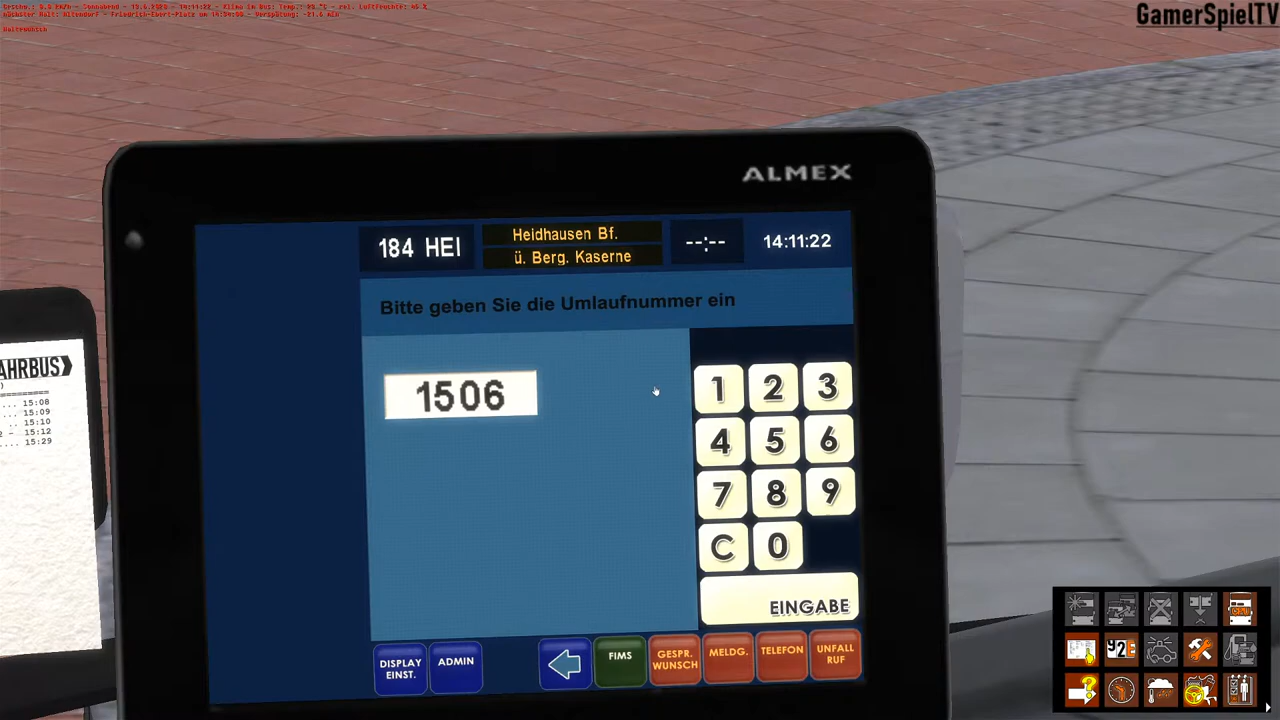 GamerSpielTV
ALMEX
184 HEI
Heidhausen Bf.
ü. Berg. Kaserne
--:--
14:11:22
Bitte geben Sie die Umlaufnummer ein
1506
1 2 3
4 5 6
7 8 9
C 0
EINGABE
DISPLAY EINST.
ADMIN
FIMS
GESPR. WUNSCH
MELDG.
TELEFON
UNFALL RUF
AHRBUS
... 15:08
.. 15:09
.. 15:10
2 - 15:12
.... 15:29
Haltewunsch